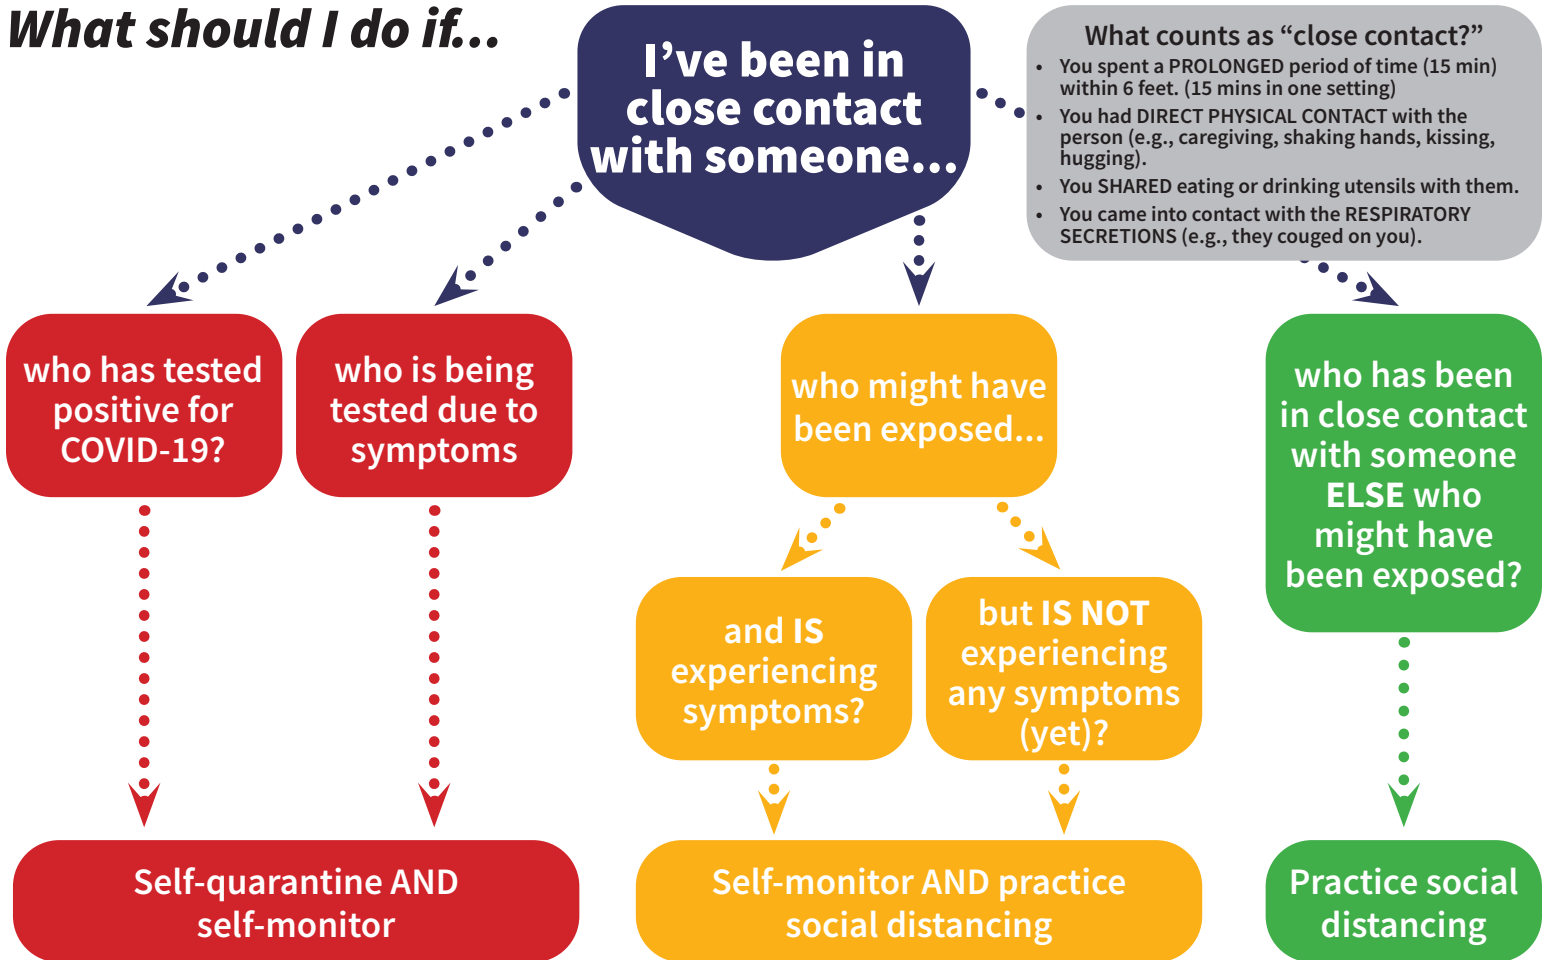 What should I do if...
I’ve been in
close contact
with someone...
What counts as “close contact?”
• You spent a PROLONGED period of time (15 min)
within 6 feet. (15 mins in one setting)
• You had DIRECT PHYSICAL CONTACT with the
person (e.g., caregiving, shaking hands, kissing,
hugging).
• You SHARED eating or drinking utensils with them.
• You came into contact with the RESPIRATORY
SECRETIONS (e.g., they couged on you).
who has tested
positive for
COVID-19?
who is being
tested due to
symptoms
who might have
been exposed...
who has been
in close contact
with someone
ELSE who
might have
been exposed?
and IS
experiencing
symptoms?
but IS NOT
experiencing
any symptoms
(yet)?
Self-quarantine AND
self-monitor
Self-monitor AND practice
social distancing
Practice social
distancing